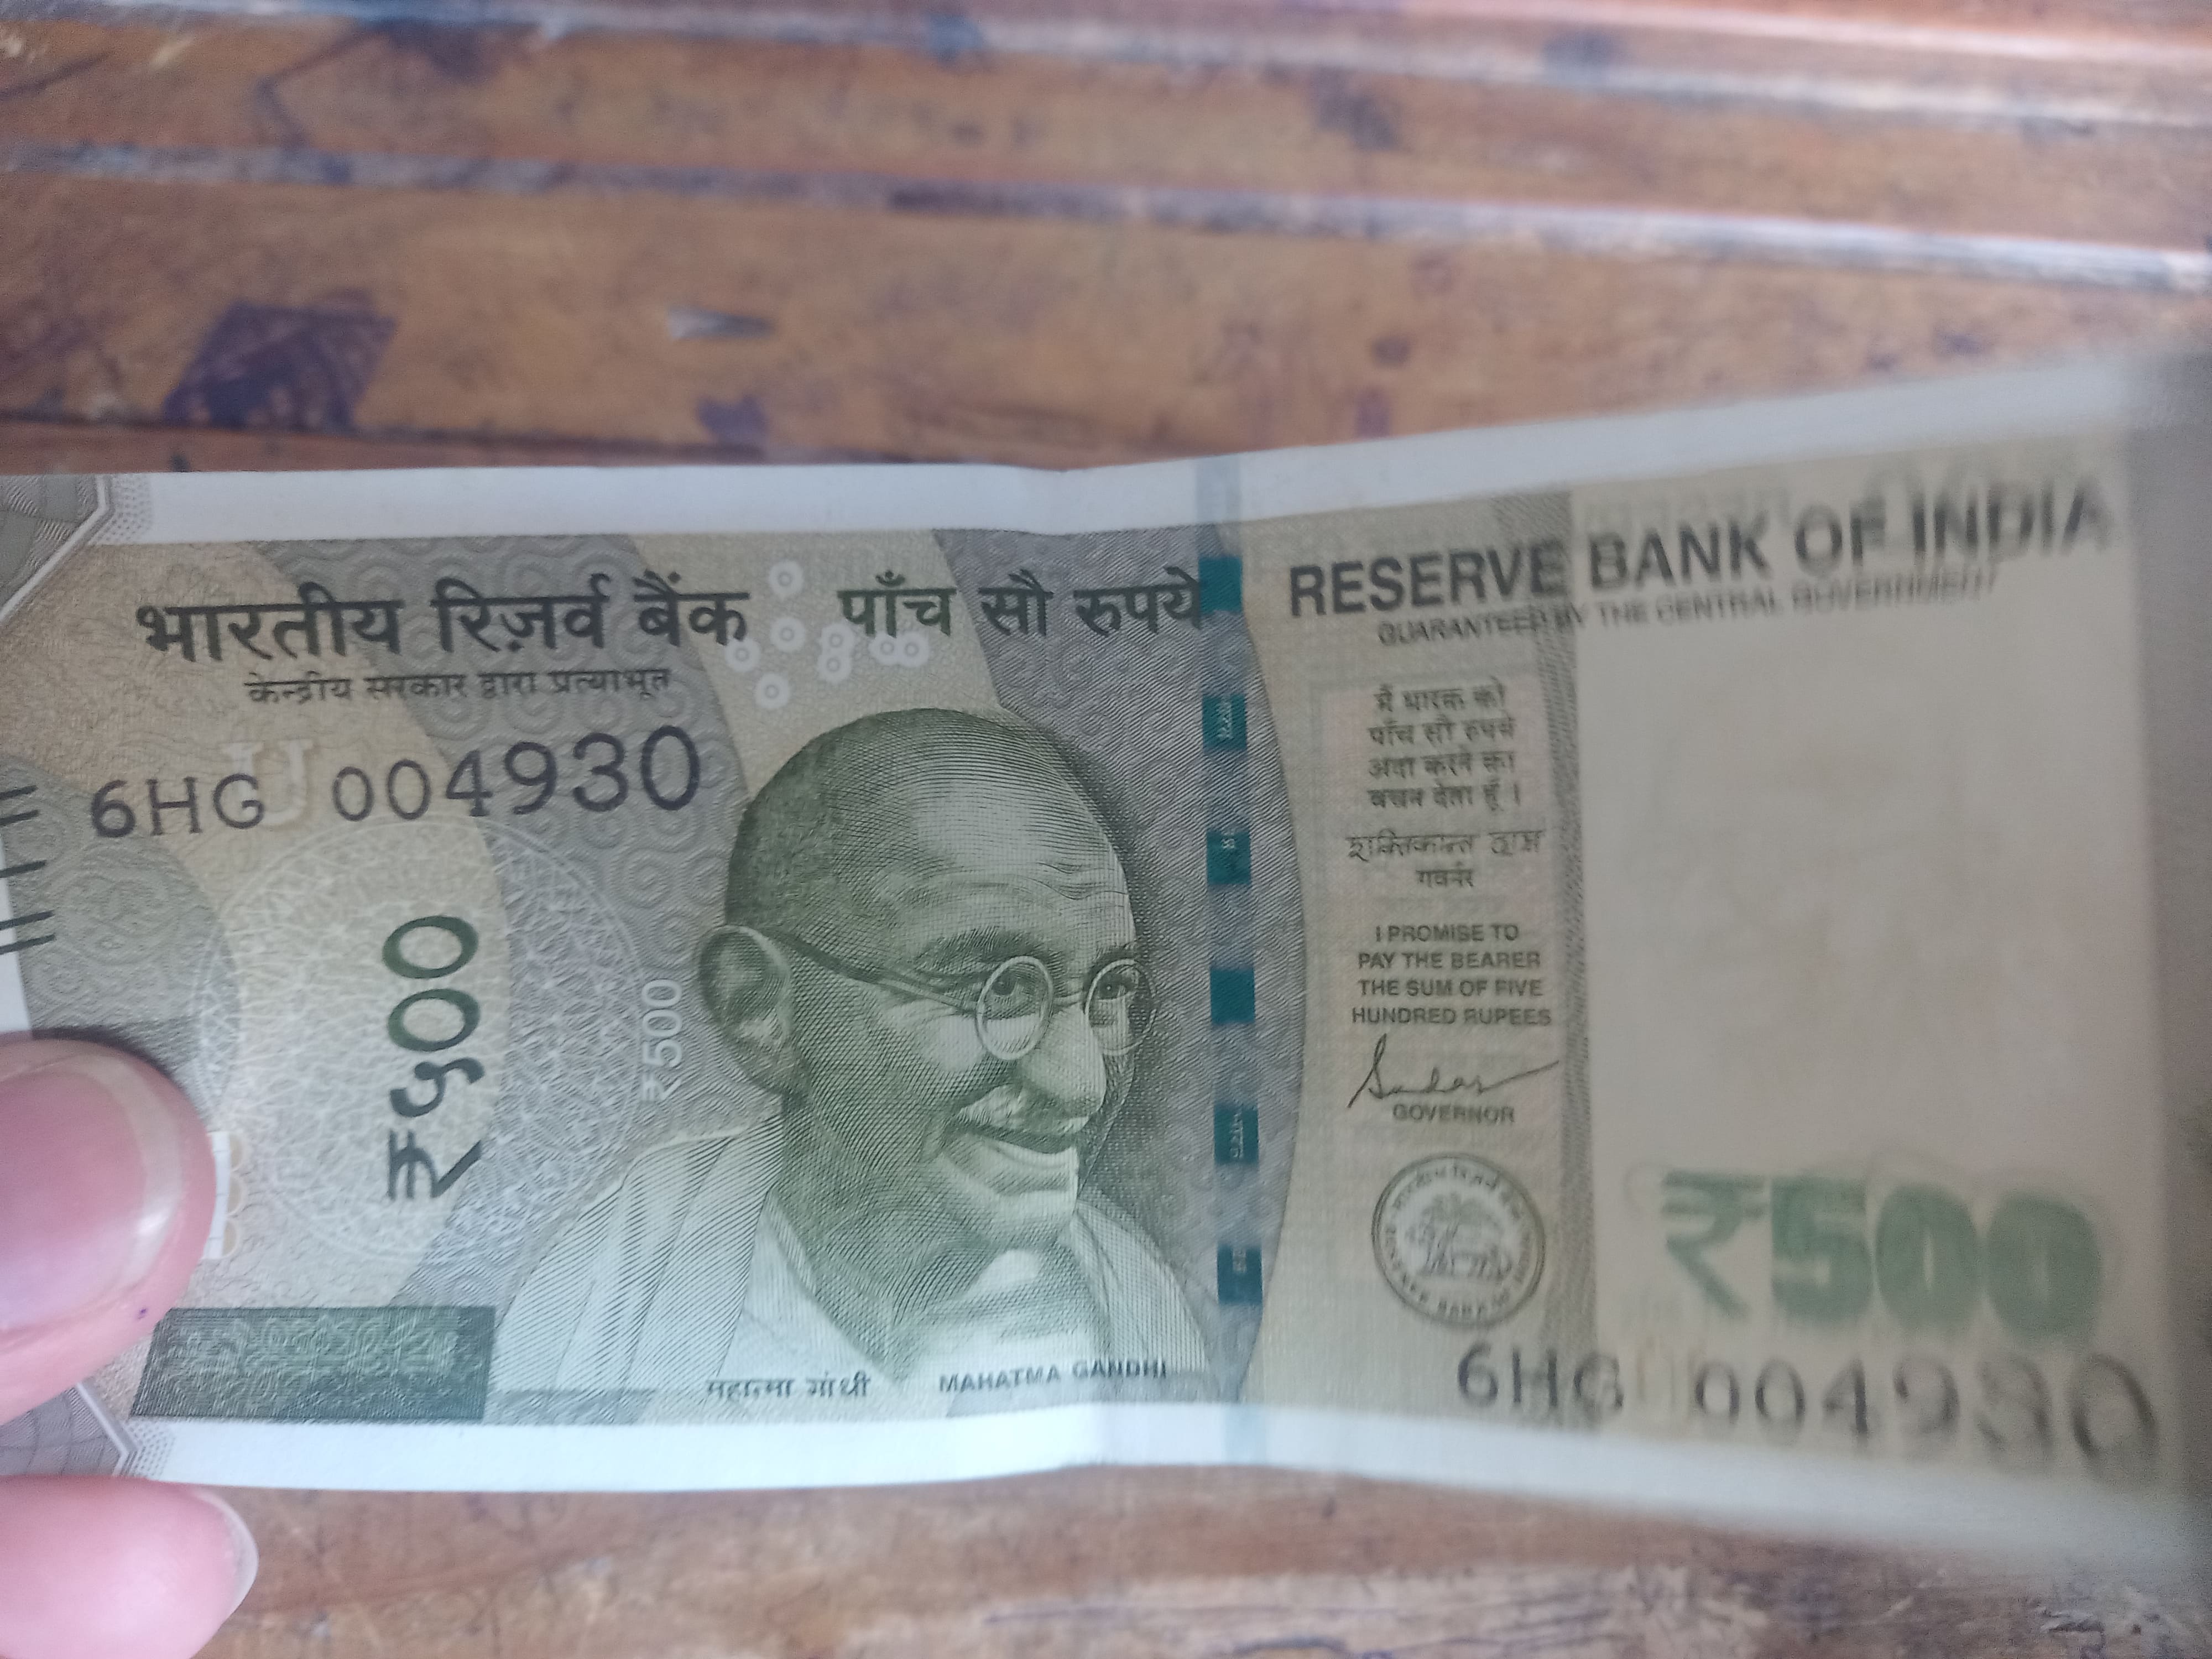 भारतीय रिज़र्व बैंक
केन्द्रीय सरकार द्वारा प्रत्याभूत
पाँच सौ रुपये
6HG 004930
₹५००
₹500
महात्मा गांधी
MAHATMA GANDHI
RESERVE BANK OF INDIA
GUARANTEED BY THE CENTRAL GOVERNMENT
मैं धारक को
पाँच सौ रुपये
अदा करने का
वचन देता हूँ ।
शक्तिकान्त दास
गवर्नर
I PROMISE TO
PAY THE BEARER
THE SUM OF FIVE
HUNDRED RUPEES
GOVERNOR
₹500
6HG 004930